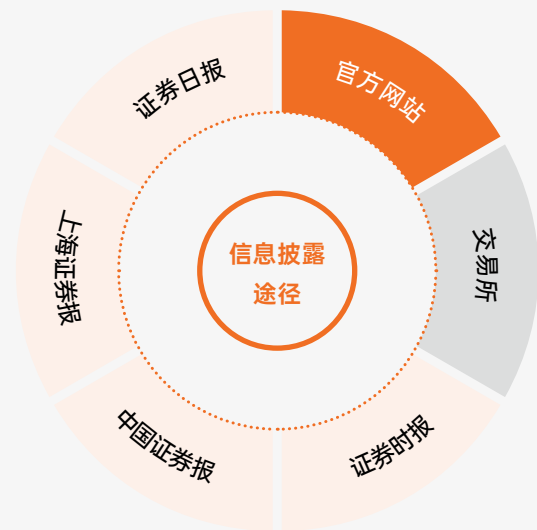 信息披露
途径
官方网站
交易所
证券时报
中国证券报
上海证券报
证券日报